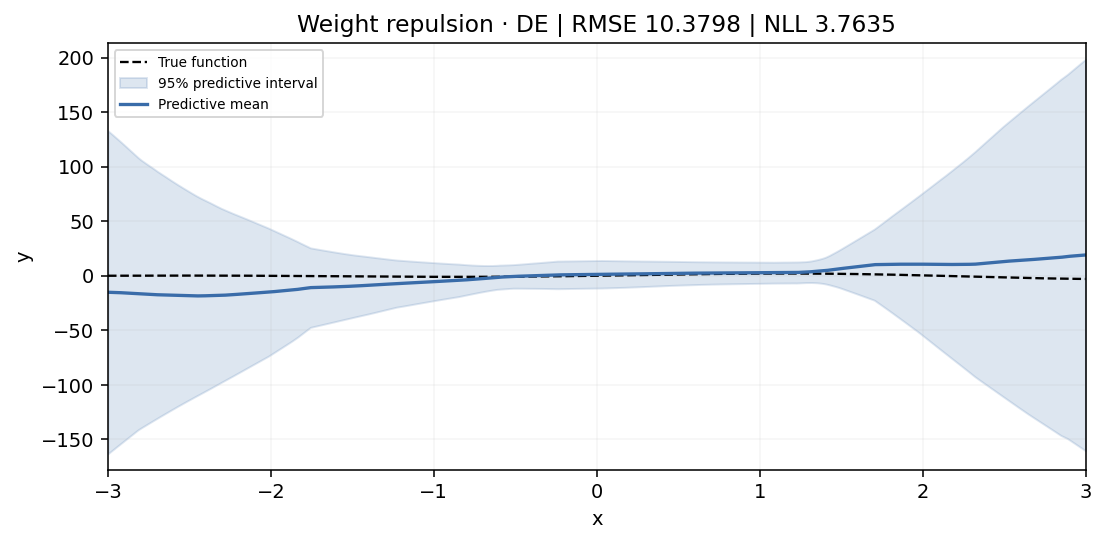 Weight repulsion · DE | RMSE 10.3798 | NLL 3.7635
True function
95% predictive interval
Predictive mean
200
150
100
50
0
−50
−100
−150
y
−3
−2
−1
0
1
2
3
x